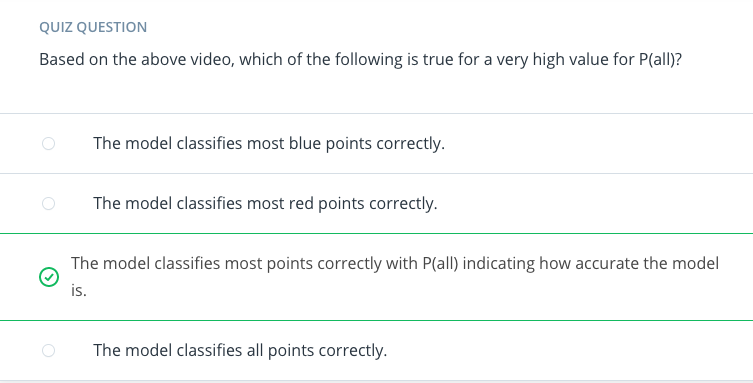 QUIZ QUESTION
Based on the above video, which of the following is true for a very high value for P(all)?
The model classifies most blue points correctly.
The model classifies most red points correctly.
The model classifies most points correctly with P(all) indicating how accurate the model
is.
The model classifies all points correctly.